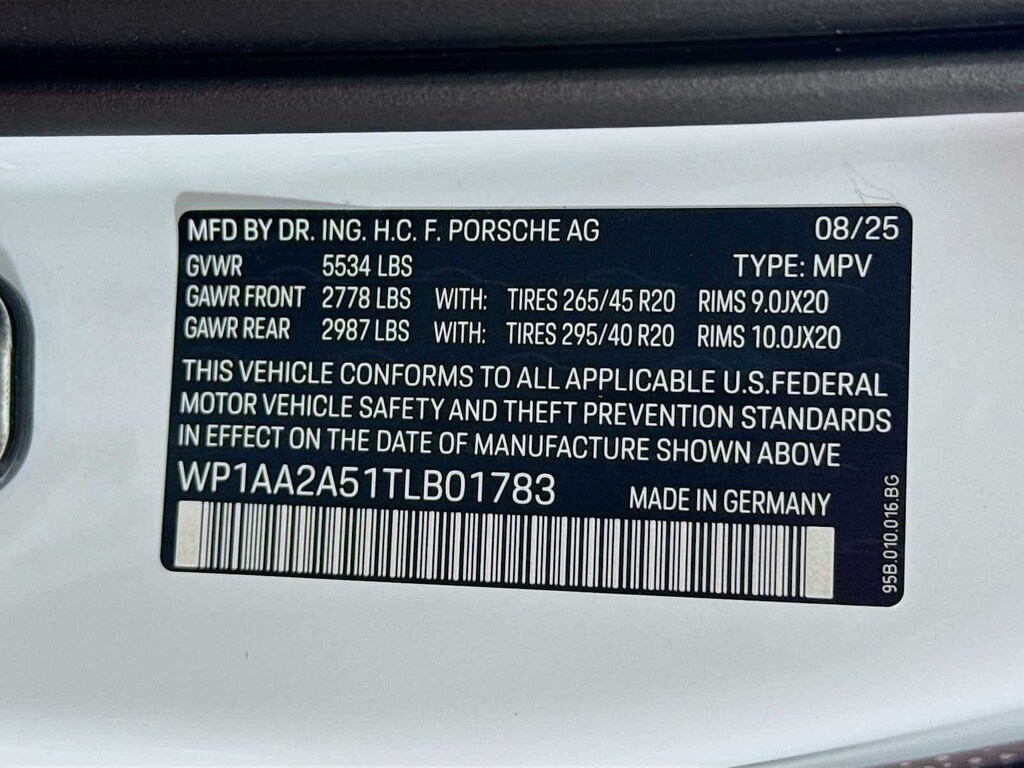 MFD BY DR. ING. H.C. F. PORSCHE AG 08/25
GVWR 5534 LBS TYPE: MPV
GAWR FRONT 2778 LBS WITH: TIRES 265/45 R20 RIMS 9.0JX20
GAWR REAR 2987 LBS WITH: TIRES 295/40 R20 RIMS 10.0JX20
THIS VEHICLE CONFORMS TO ALL APPLICABLE U.S.FEDERAL
MOTOR VEHICLE SAFETY AND THEFT PREVENTION STANDARDS
IN EFFECT ON THE DATE OF MANUFACTURE SHOWN ABOVE
WP1AA2A51TLB01783 MADE IN GERMANY
95B.010.016.BG